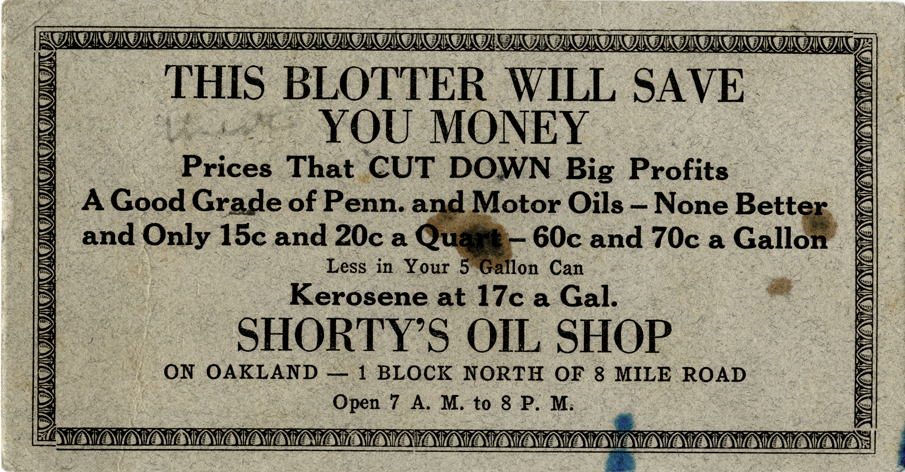 THIS BLOTTER WILL SAVE
YOU MONEY
Prices That CUT DOWN Big Profits
A Good Grade of Penn. and Motor Oils – None Better
and Only 15c and 20c a Quart – 60c and 70c a Gallon
Less in Your 5 Gallon Can
Kerosene at 17c a Gal.
SHORTY'S OIL SHOP
ON OAKLAND — 1 BLOCK NORTH OF 8 MILE ROAD
Open 7 A. M. to 8 P. M.